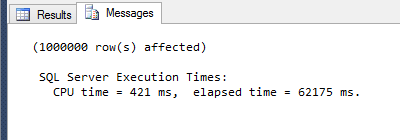 Results Messages
(1000000 row(s) affected)
SQL Server Execution Times:
CPU time = 421 ms,  elapsed time = 62175 ms.